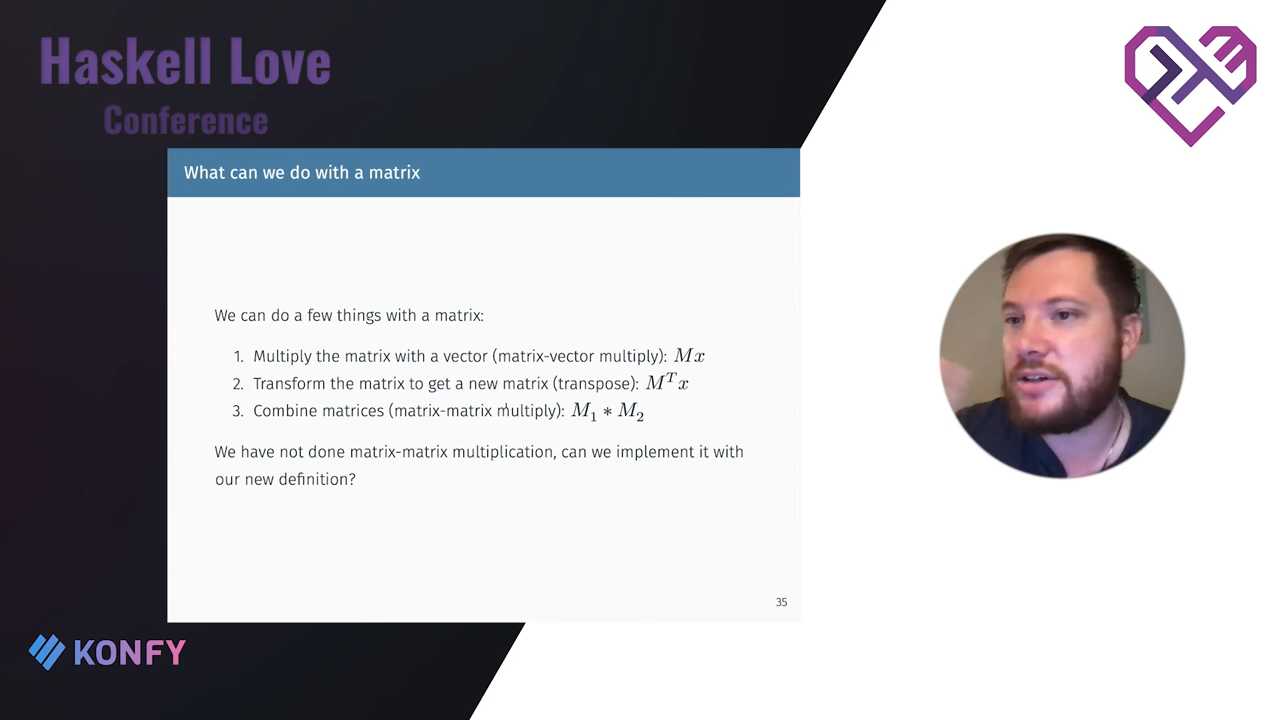 Haskell Love
Conference
What can we do with a matrix
We can do a few things with a matrix:
1. Multiply the matrix with a vector (matrix-vector multiply): Mx
2. Transform the matrix to get a new matrix (transpose): Mᵀx
3. Combine matrices (matrix-matrix multiply): M₁ ∗ M₂
We have not done matrix-matrix multiplication, can we implement it with
our new definition?
35
KONFY